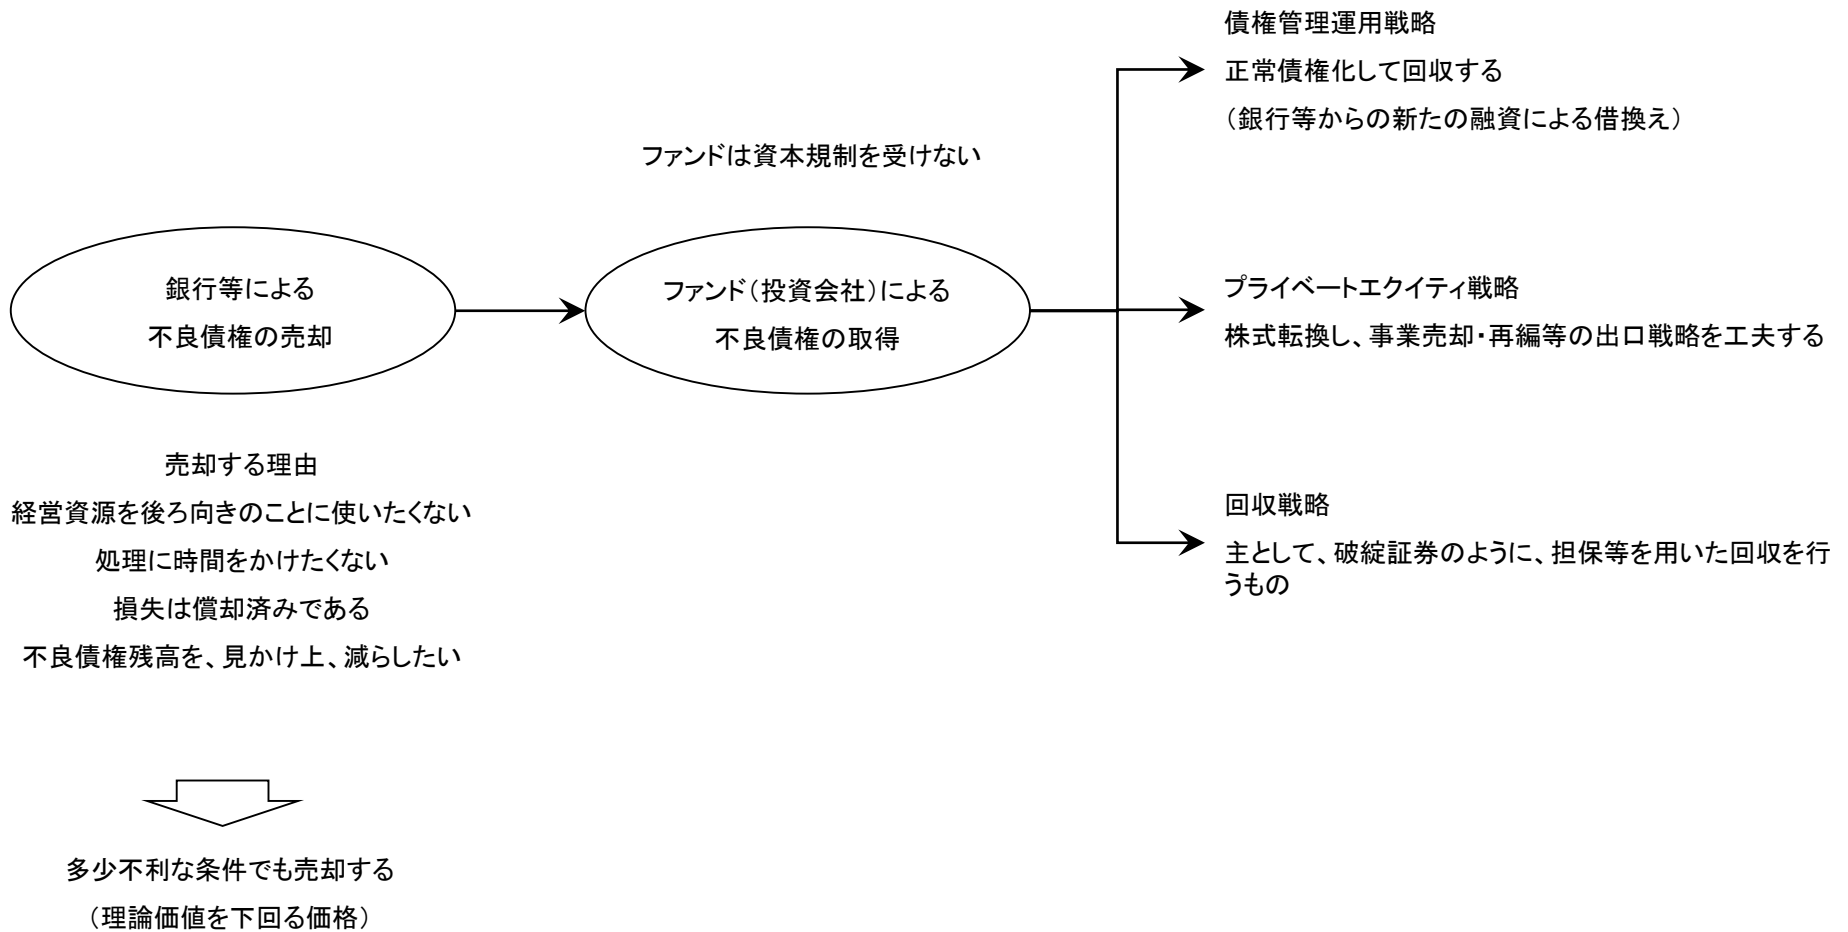 債権管理運用戦略
正常債権化して回収する
（銀行等からの新たの融資による借換え）
ファンドは資本規制を受けない
銀行等による
不良債権の売却
ファンド（投資会社）による
不良債権の取得
プライベートエクイティ戦略
株式転換し、事業売却・再編等の出口戦略を工夫する
売却する理由
経営資源を後ろ向きのことに使いたくない
処理に時間をかけたくない
損失は償却済みである
不良債権残高を、見かけ上、減らしたい
回収戦略
主として、破綻証券のように、担保等を用いた回収を行
うもの
多少不利な条件でも売却する
（理論価値を下回る価格）